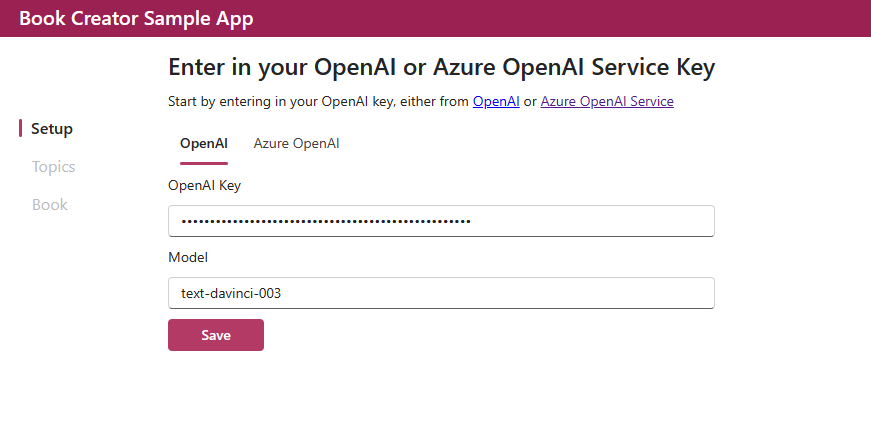 Book Creator Sample App
Enter in your OpenAI or Azure OpenAI Service Key
Start by entering in your OpenAI key, either from OpenAI or Azure OpenAI Service
Setup
Topics
Book
OpenAI Azure OpenAI
OpenAI Key
••••••••••••••••••••••••••••••••••••••••••••••••••••
Model
text-davinci-003
Save